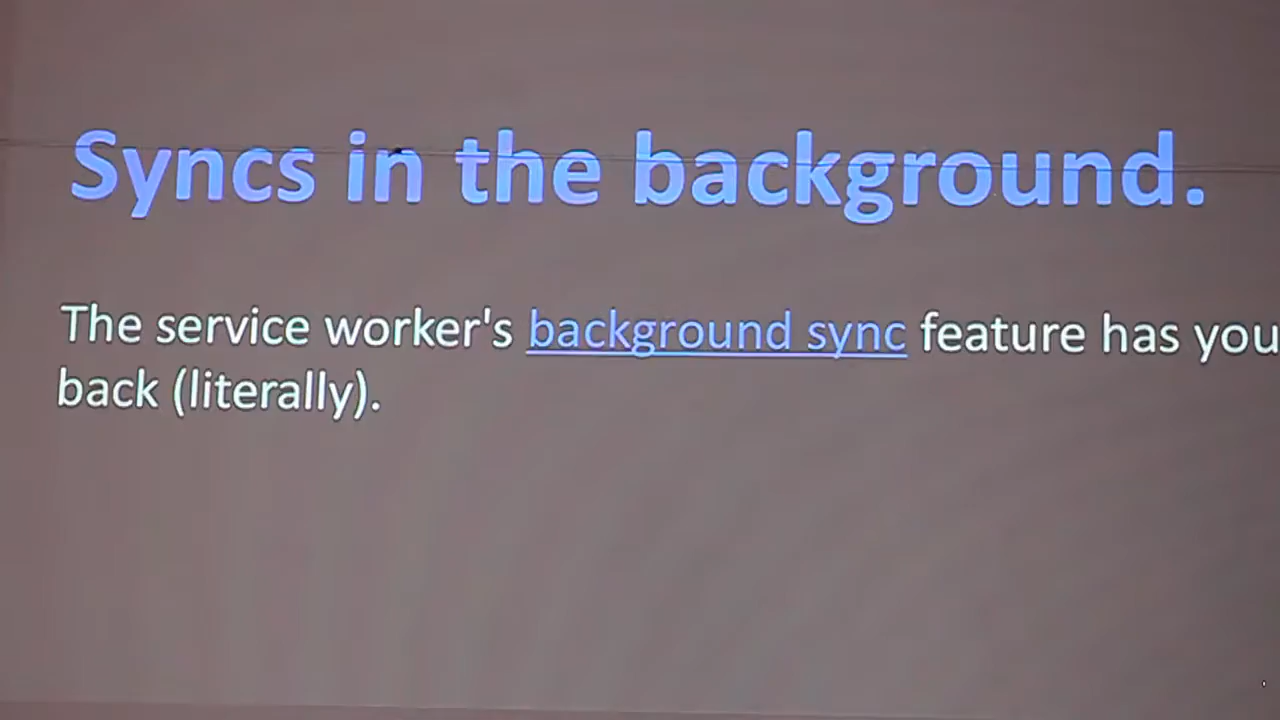 Syncs in the background.
The service worker's background sync feature has you
back (literally).